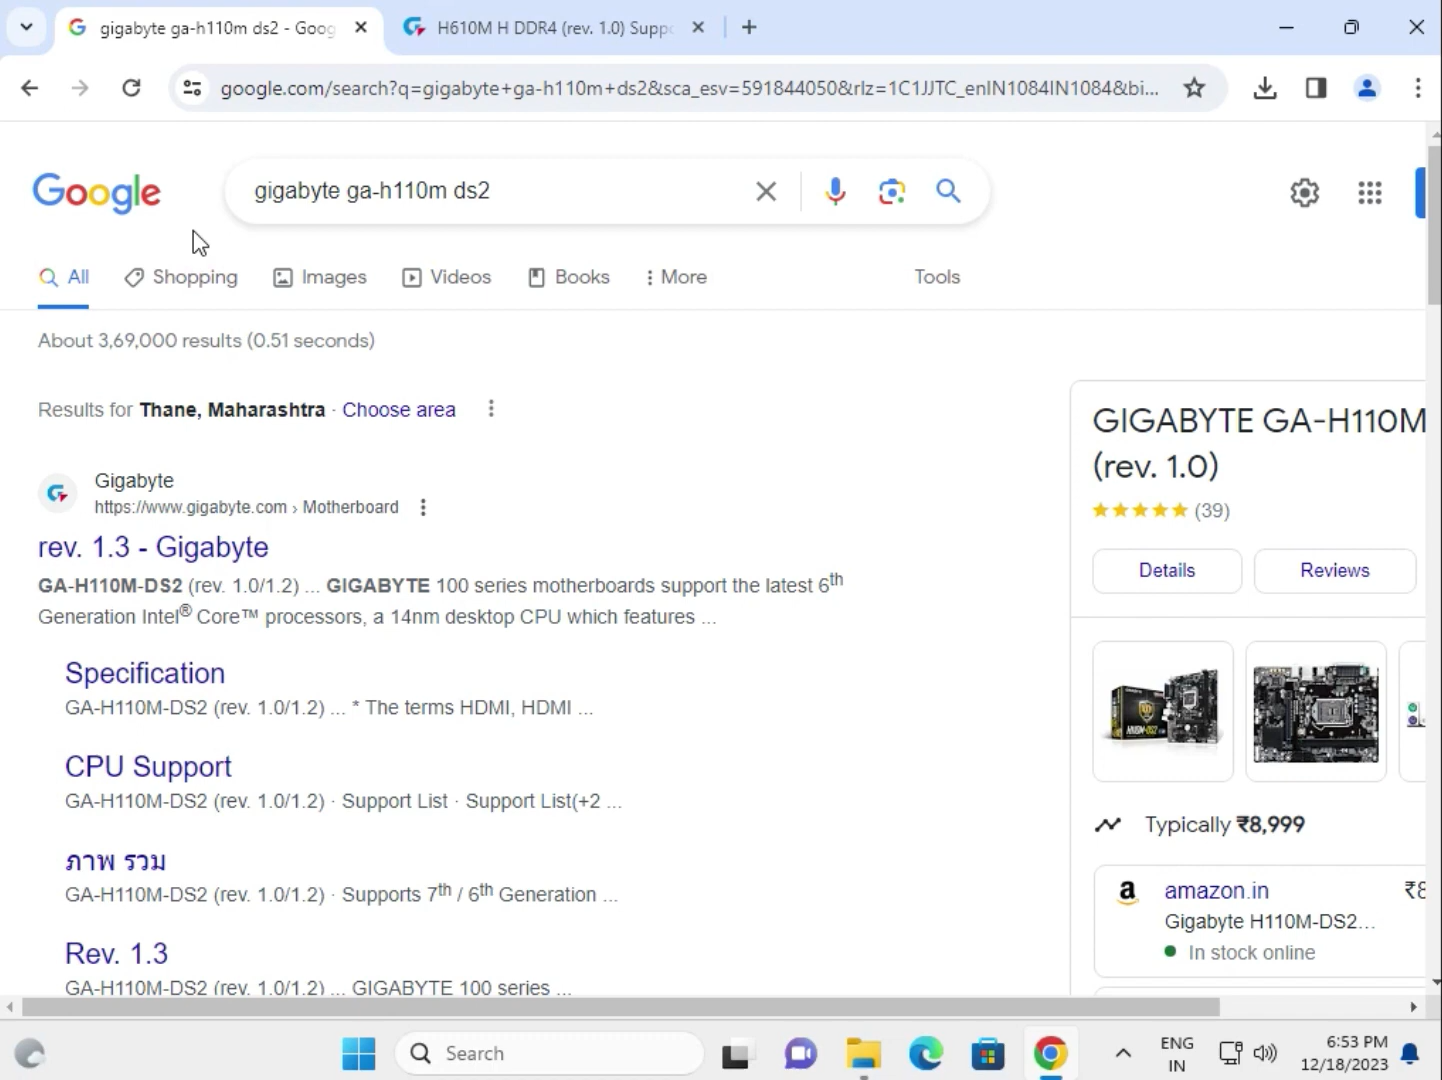 gigabyte ga-h110m ds2 - Goog
H610M H DDR4 (rev. 1.0) Supp
google.com/search?q=gigabyte+ga-h110m+ds2&sca_esv=591844050&rlz=1C1JJTC_enIN1084IN1084&bi...
Google
gigabyte ga-h110m ds2
All
Shopping
Images
Videos
Books
More
Tools
About 3,69,000 results (0.51 seconds)
Results for Thane, Maharashtra · Choose area
Gigabyte
https://www.gigabyte.com › Motherboard
rev. 1.3 - Gigabyte
GA-H110M-DS2 (rev. 1.0/1.2) ... GIGABYTE 100 series motherboards support the latest 6th
Generation Intel® Core™ processors, a 14nm desktop CPU which features ...
Specification
GA-H110M-DS2 (rev. 1.0/1.2) ... * The terms HDMI, HDMI ...
CPU Support
GA-H110M-DS2 (rev. 1.0/1.2) · Support List · Support List(+2 ...
ภาพ รวม
GA-H110M-DS2 (rev. 1.0/1.2) · Supports 7th / 6th Generation ...
Rev. 1.3
GA-H110M-DS2 (rev. 1.0/1.2) ... GIGABYTE 100 series ...
GIGABYTE GA-H110M
(rev. 1.0)
(39)
Details
Reviews
Typically ₹8,999
amazon.in
₹8
Gigabyte H110M-DS2...
In stock online
Search
ENG
IN
6:53 PM
12/18/2023